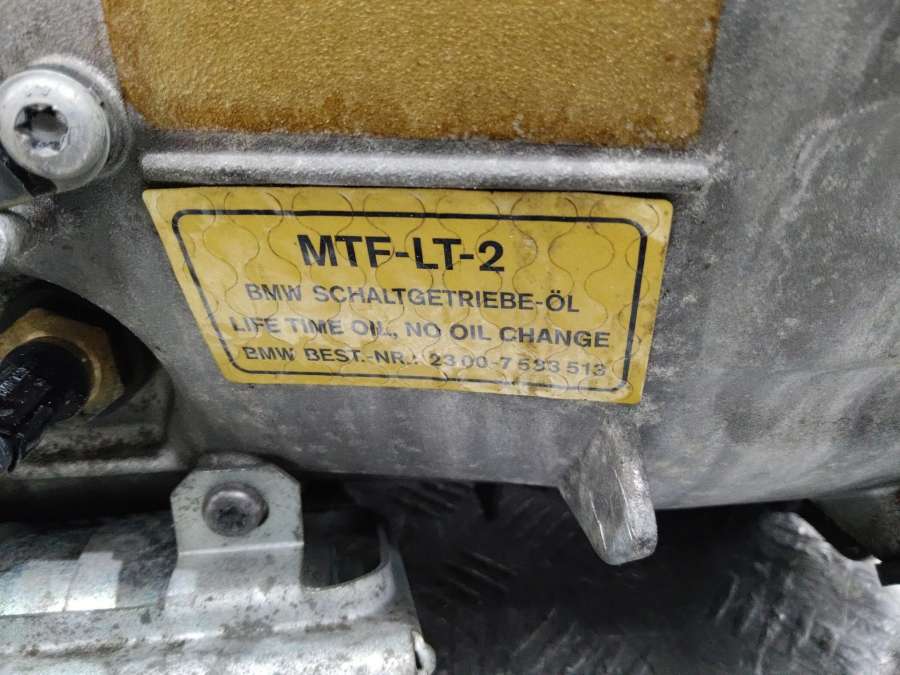 MTF-LT-2
BMW SCHALTGETRIEBE-ÖL
LIFE TIME OIL, NO OIL CHANGE
BMW BEST.-NR.: 23 00-7 533 513